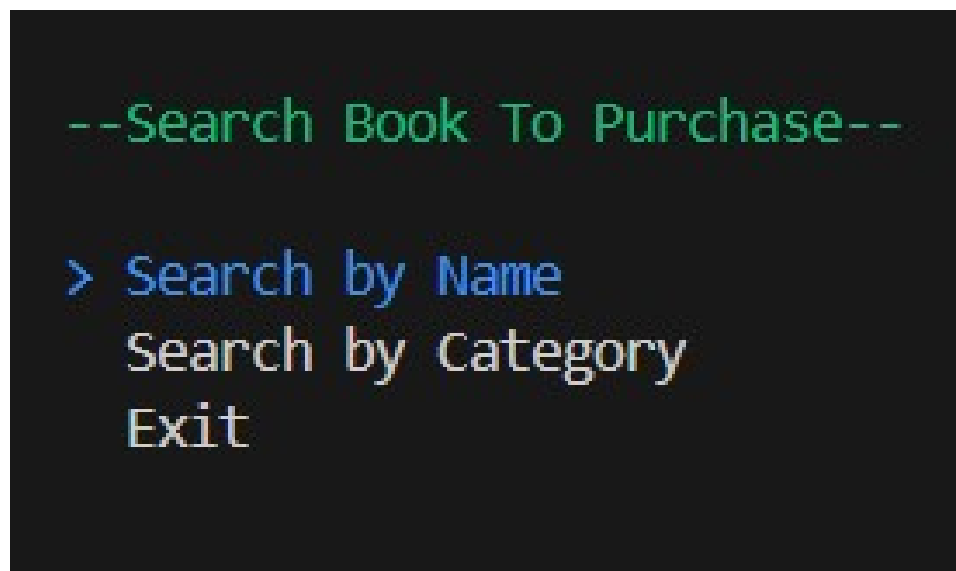 --Search Book To Purchase--
> Search by Name
Search by Category
Exit